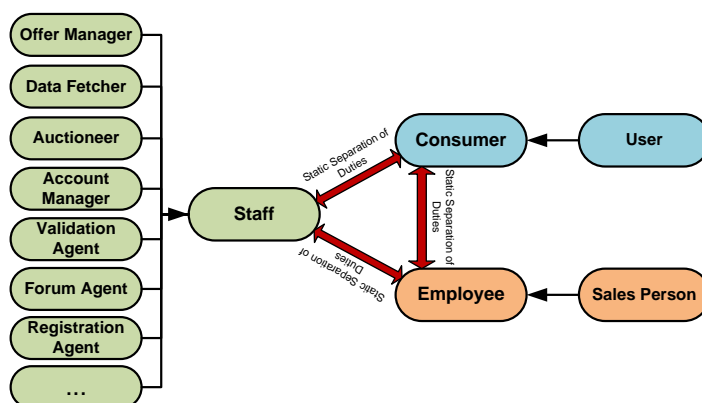 Offer Manager
Data Fetcher
Auctioneer
Account
Manager
Validation
Agent
Forum Agent
Registration
Agent
...
Staff
Static Separation of
Duties
Consumer
User
Static Separation of
Duties
Static Separation of
Duties
Employee
Sales Person